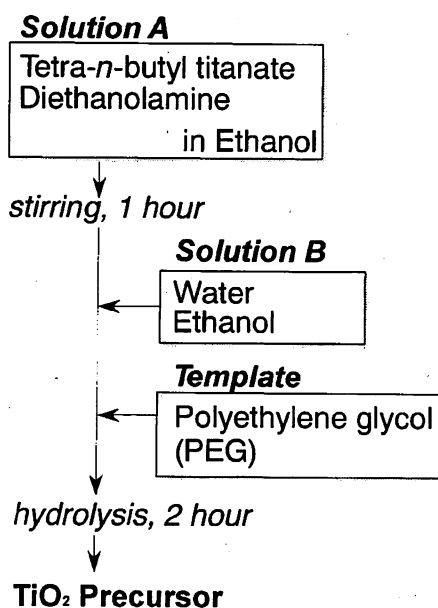 Solution A
Tetra-n-butyl titanate
Diethanolamine
in Ethanol
stirring, 1 hour
Solution B
Water
Ethanol
Template
Polyethylene glycol
(PEG)
hydrolysis, 2 hour
TiO₂ Precursor